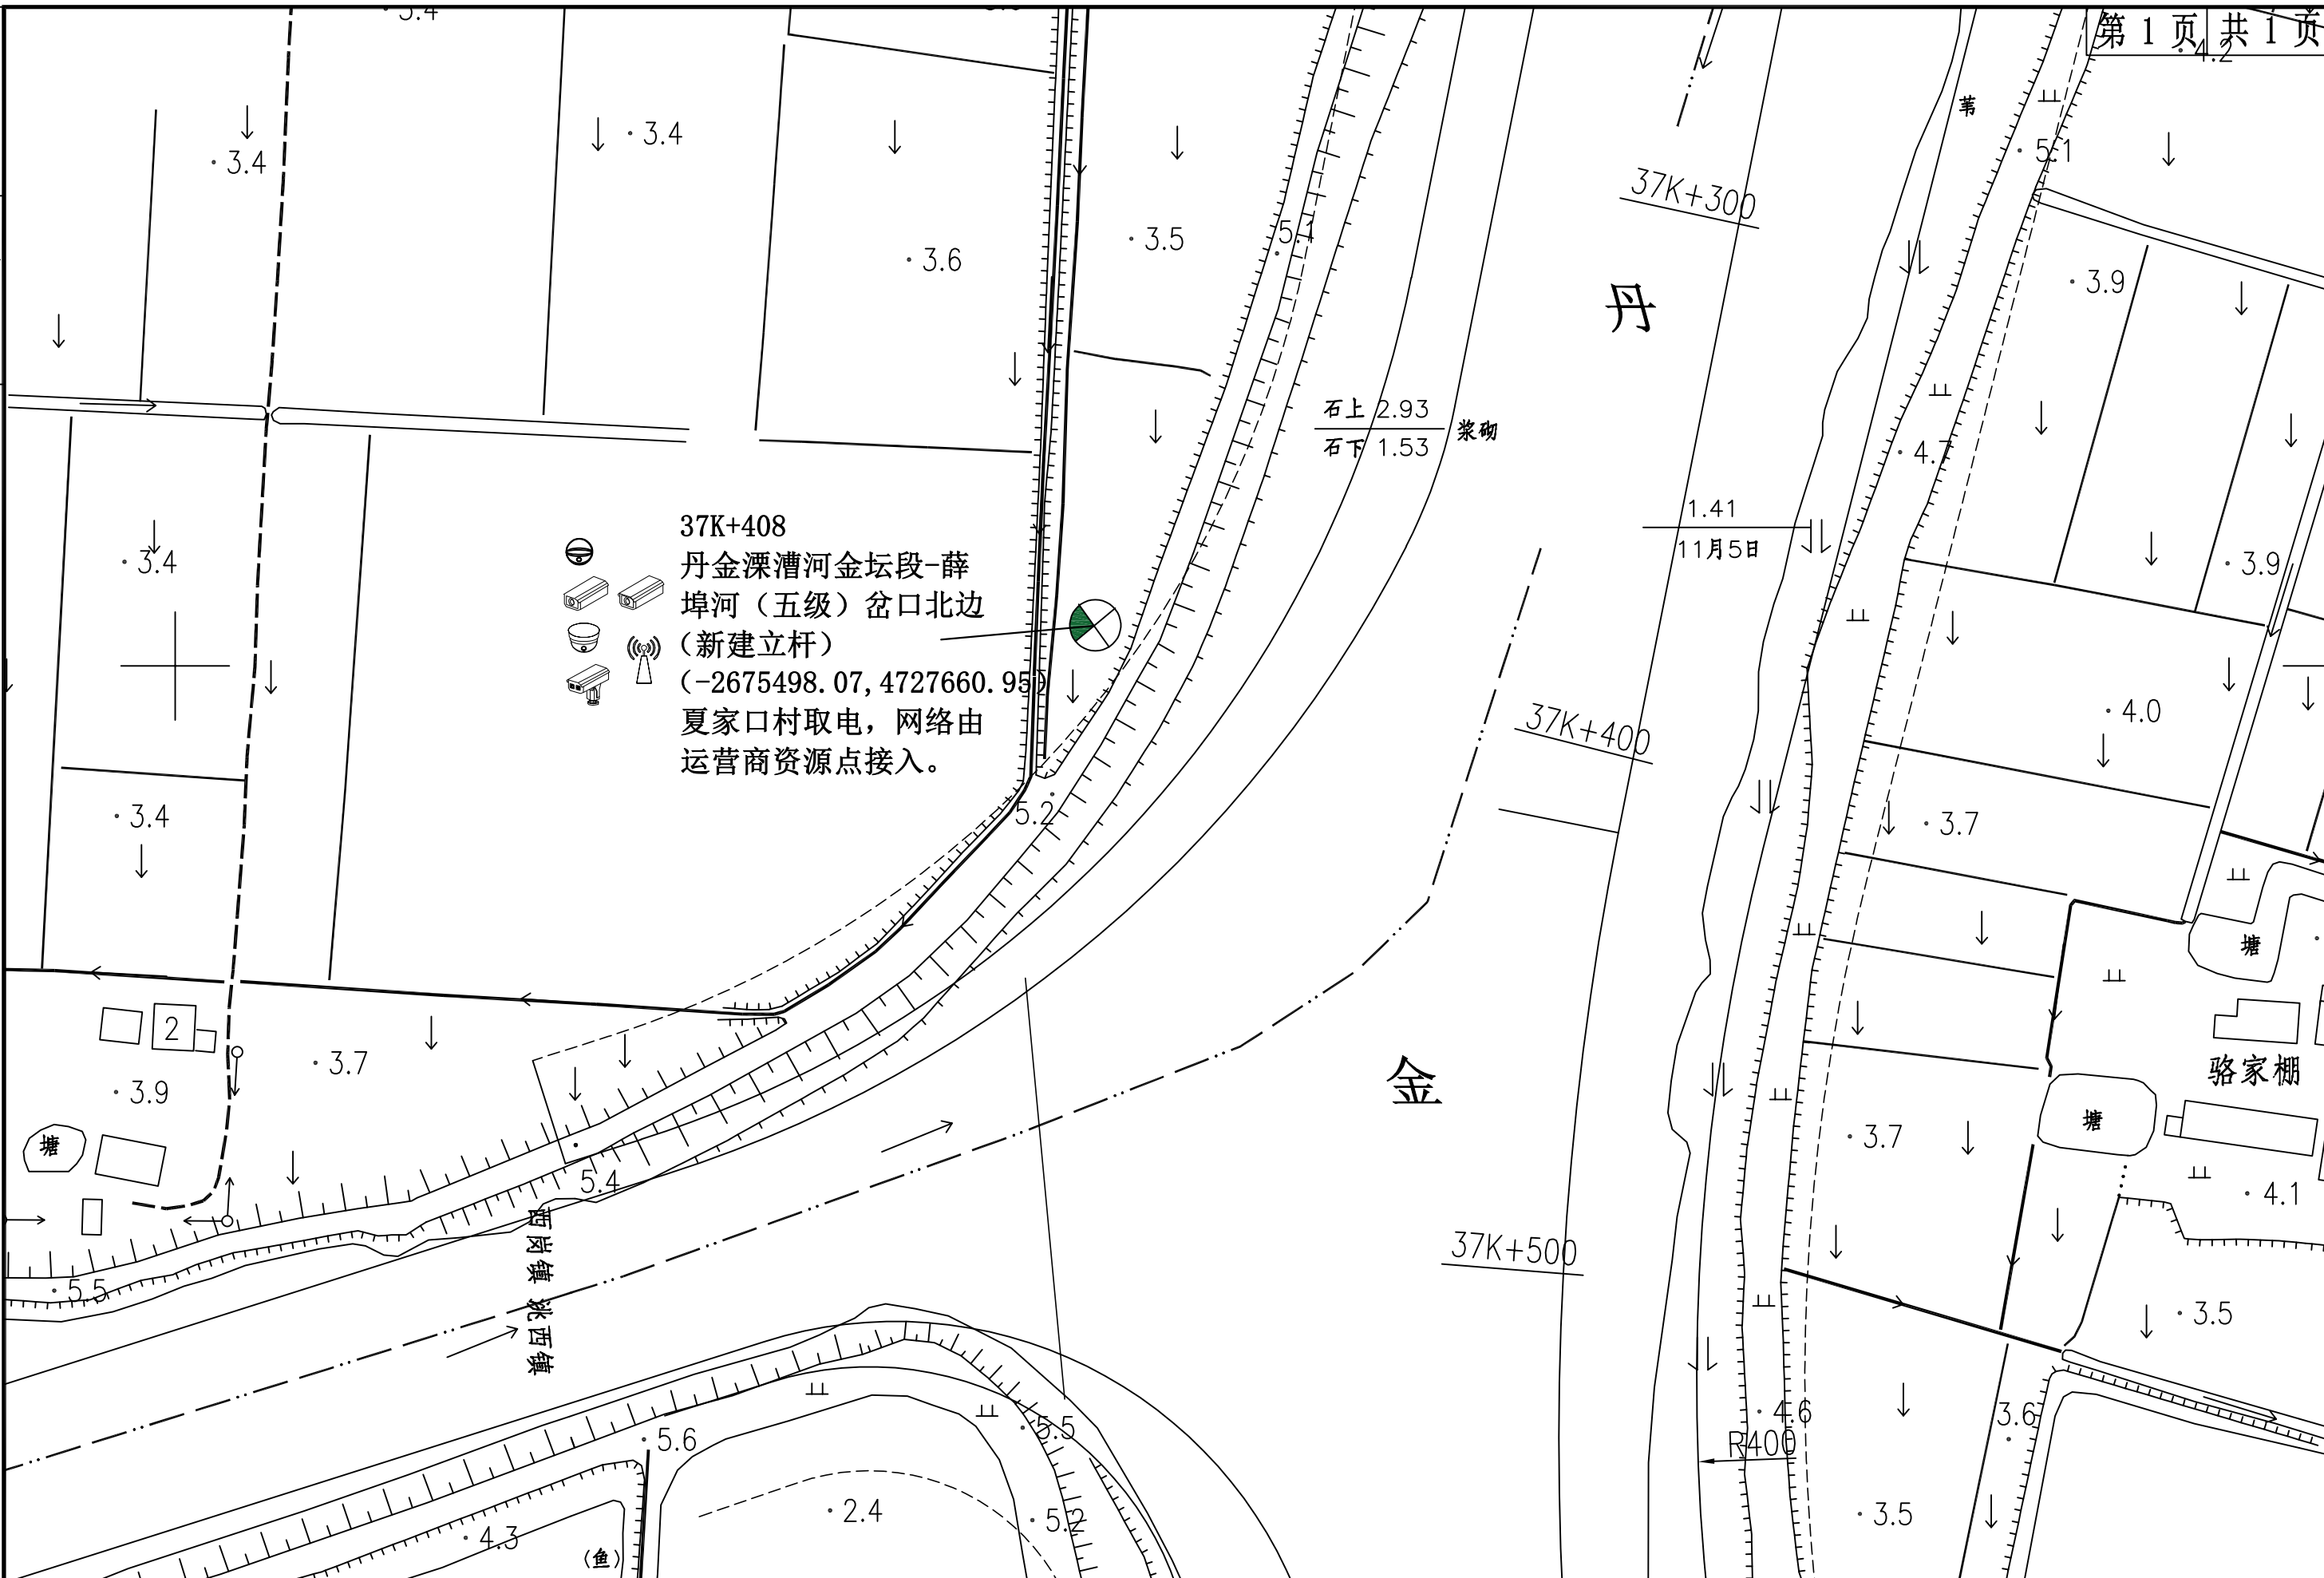 3.4
第 1 页 共 1 页
4.2
苇
3.4
3.4
5.1
37K+300
3.6
3.5
5.1
3.9
丹
石上 2.93
石下 1.53
浆砌
4.7
1.41
11月5日
3.4
3.9
37K+408
丹金溧漕河金坛段-薛
埠河（五级）岔口北边
（新建立杆）
(-2675498.07,4727660.95)
夏家口村取电，网络由
运营商资源点接入。
37K+400
4.0
3.4
5.2
3.7
塘
2
3.7
3.9
金
骆家棚
塘
塘
3.7
5.4
4.1
西岗镇 洮西镇
37K+500
5.5
3.5
4.6
3.6
5.6
5.5
R400
2.4
5.2
3.5
4.3
(鱼)